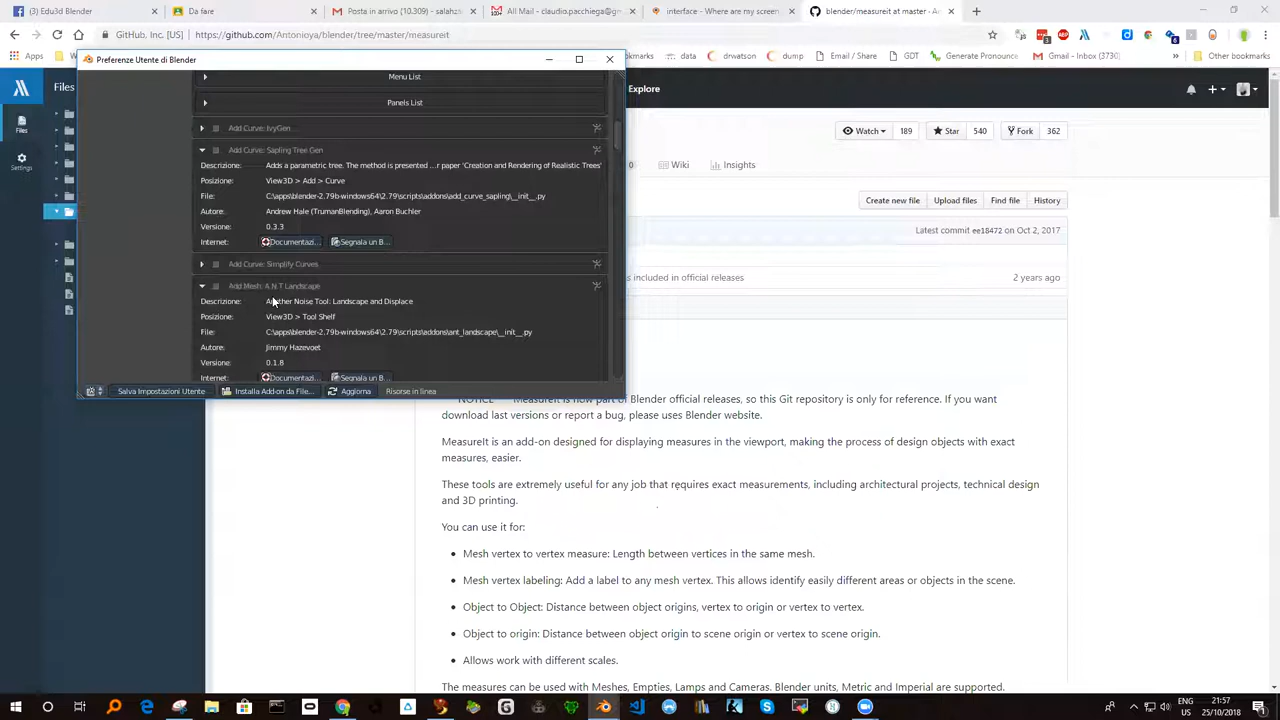 (3) Edu3D Blender
Da fare
Posta in arrivo (10.309) - salahzs
All Mail - claudio.pacchiega@gm
interface - Where are my screen
blender/measureit at master · A
GitHub, Inc. [US]
https://github.com/Antonioya/blender/tree/master/measureit
Apps
okmarks
data
drwatson
dump
Email / Share
GDT
Generate Pronounce
Gmail - Inbox (3730)
Other bookmarks
Preferenze Utente di Blender
Files
Explore
Menu List
Panels List
Files
Settings
Watch
189
Star
540
Fork
362
Add Curve: IvyGen
Add Curve: Sapling Tree Gen
Descrizione: Adds a parametric tree. The method is presented ...r paper 'Creation and Rendering of Realistic Trees'
Posizione: View3D > Add > Curve
File: C:\apps\blender-2.79b-windows64\2.79\scripts\addons\add_curve_sapling\__init__.py
Autore: Andrew Hale (TrumanBlending), Aaron Buchler
Versione: 0.3.3
Internet: Documentazi... Segnala un B...
0 Wiki Insights
Create new file Upload files Find file History
Latest commit ee18472 on Oct 2, 2017
Add Curve: Simplify Curves
included in official releases
2 years ago
Add Mesh: A.N.T.Landscape
Descrizione: Another Noise Tool: Landscape and Displace
Posizione: View3D > Tool Shelf
File: C:\apps\blender-2.79b-windows64\2.79\scripts\addons\ant_landscape\__init__.py
Autore: Jimmy Hazevoet
Versione: 0.1.8
Internet: Documentazi... Segnala un B...
Salva Impostazioni Utente Installa Add-on da File... Aggiorna Risorse in linea
NOTICE MeasureIt is now part of Blender official releases, so this Git repository is only for reference. If you want
download last versions or report a bug, please uses Blender website.
MeasureIt is an add-on designed for displaying measures in the viewport, making the process of design objects with exact
measures, easier.
These tools are extremely useful for any job that requires exact measurements, including architectural projects, technical design
and 3D printing.
You can use it for:
• Mesh vertex to vertex measure: Length between vertices in the same mesh.
• Mesh vertex labeling: Add a label to any mesh vertex. This allows identify easily different areas or objects in the scene.
• Object to Object: Distance between object origins, vertex to origin or vertex to vertex.
• Object to origin: Distance between object origin to scene origin or vertex to scene origin.
• Allows work with different scales.
The measures can be used with Meshes, Empties, Lamps and Cameras. Blender units, Metric and Imperial are supported.
ENG
US
21:57
25/10/2018